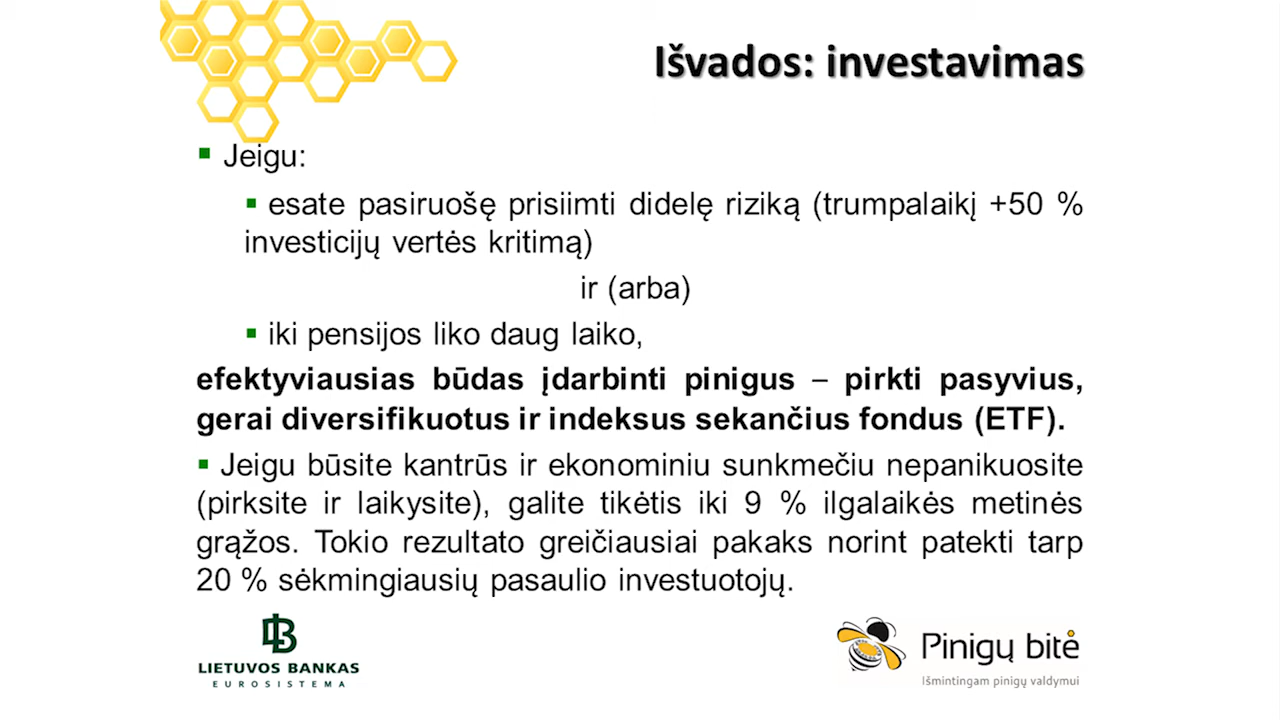 Išvados: investavimas
▪ Jeigu:
▪ esate pasiruošę prisiimti didelę riziką (trumpalaikį +50 %
investicijų vertės kritimą)
ir (arba)
▪ iki pensijos liko daug laiko,
efektyviausias būdas įdarbinti pinigus – pirkti pasyvius,
gerai diversifikuotus ir indeksus sekančius fondus (ETF).
▪ Jeigu būsite kantrūs ir ekonominiu sunkmečiu nepanikuosite
(pirksite ir laikysite), galite tikėtis iki 9 % ilgalaikės metinės
grąžos. Tokio rezultato greičiausiai pakaks norint patekti tarp
20 % sėkmingiausių pasaulio investuotojų.
LIETUVOS BANKAS
EUROSISTEMA
Pinigų bitė
Išmintingam pinigų valdymui